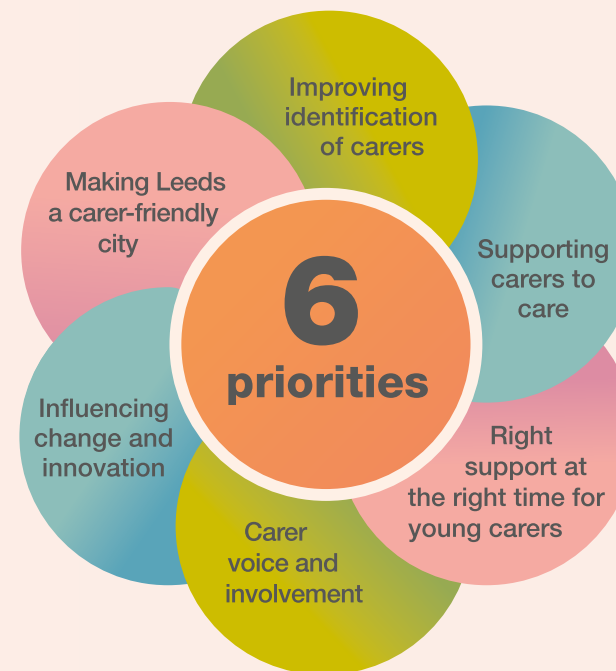 6
priorities
Improving
identification
of carers
Supporting
carers to
care
Right
support at
the right time for
young carers
Carer
voice and
involvement
Influencing
change and
innovation
Making Leeds
a carer-friendly
city